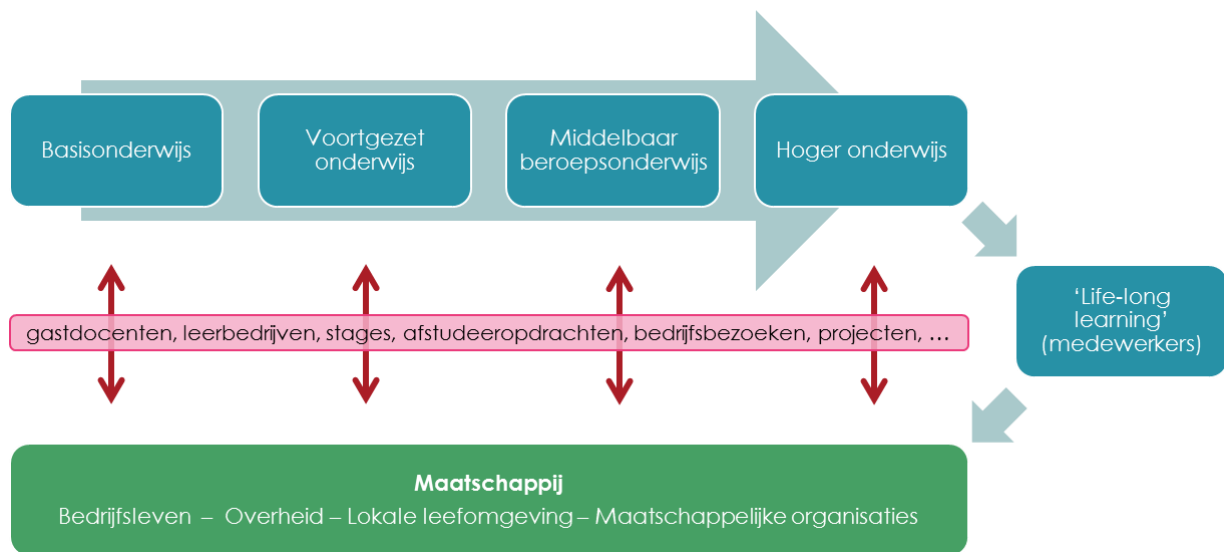 Basisonderwijs
Voortgezet
onderwijs
Middelbaar
beroepsonderwijs
Hoger onderwijs
gastdocenten, leerbedrijven, stages, afstudeeropdrachten, bedrijfsbezoeken, projecten, ...
‘Life-long
learning’
(medewerkers)
Maatschappij
Bedrijfsleven – Overheid – Lokale leefomgeving – Maatschappelijke organisaties